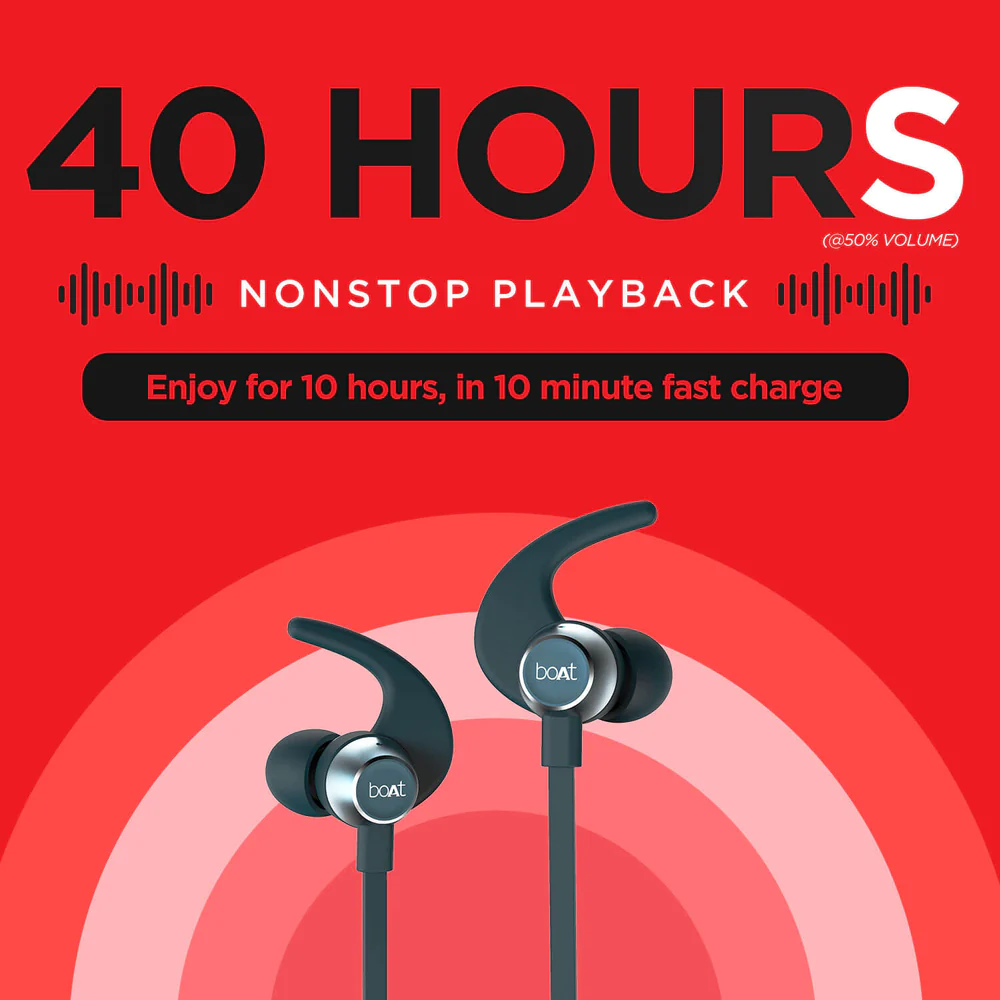 40 HOURS
(@50% VOLUME)
NONSTOP PLAYBACK
Enjoy for 10 hours, in 10 minute fast charge
boAt
boAt